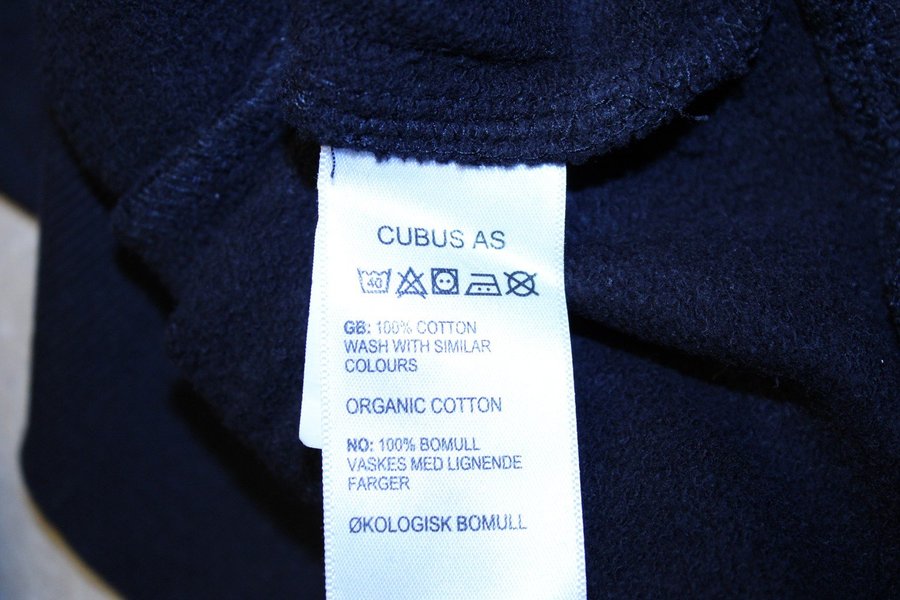 CUBUS AS
40
GB: 100% COTTON
WASH WITH SIMILAR
COLOURS
ORGANIC COTTON
NO: 100% BOMULL
VASKES MED LIGNENDE
FARGER
ØKOLOGISK BOMULL